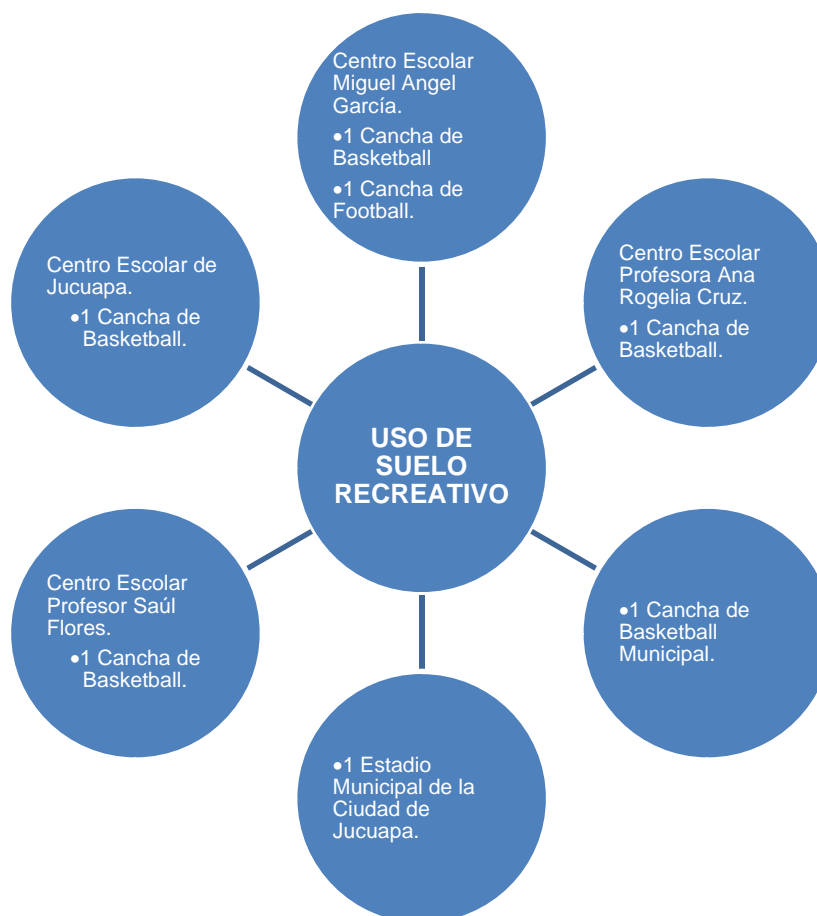 Centro Escolar
Miguel Angel
García.
•1 Cancha de
Basketball
•1 Cancha de
Football.
Centro Escolar
Profesora Ana
Rogelia Cruz.
•1 Cancha de
Basketball.
•1 Cancha de
Basketball
Municipal.
•1 Estadio
Municipal de la
Ciudad de
Jucuapa.
Centro Escolar
Profesor Saúl
Flores.
•1 Cancha de
Basketball.
Centro Escolar de
Jucuapa.
•1 Cancha de
Basketball.
USO DE
SUELO
RECREATIVO